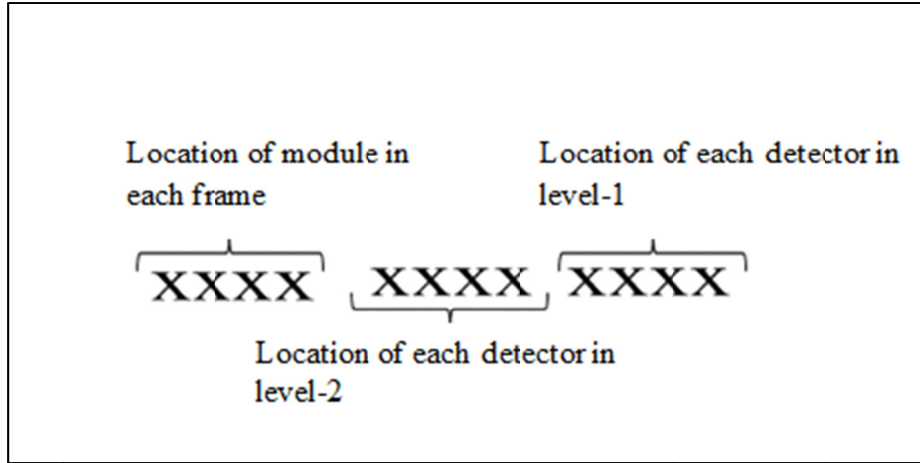 Location of module in
each frame
Location of each detector in
level-1
XXXX XXXX XXXX
Location of each detector in
level-2